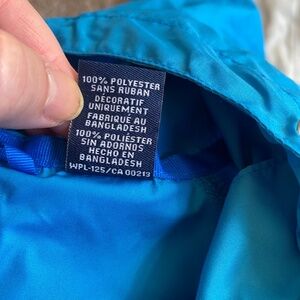 100% POLYESTER
SANS RUBAN
DÉCORATIF
UNIQUEMENT
FABRIQUÉ AU
BANGLADESH
100% POLIÉSTER
SIN ADORNOS
HECHO EN
BANGLADESH
WPL-125/CA 00213